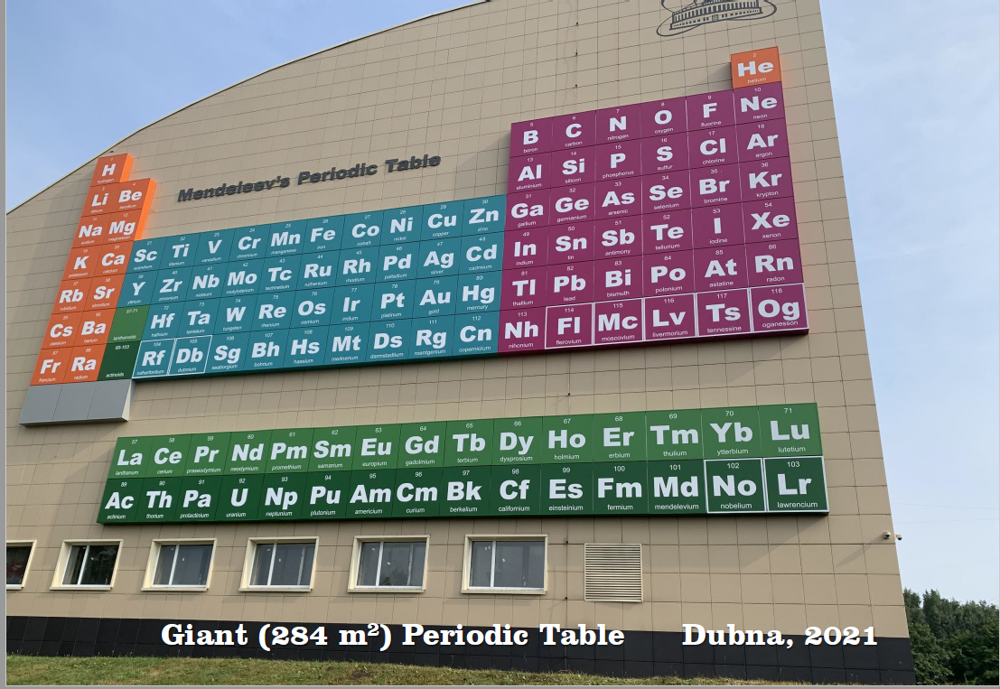 2
He
helium
5 6 7 8 9 10
B C N O F Ne
boron carbon nitrogen oxygen fluorine neon
H
hydrogen
Mendeleev's Periodic Table
13 14 15 16 17 18
Al Si P S Cl Ar
aluminium silicon phosphorus sulfur chlorine argon
Li Be
31 32 33 34 35 36
Ga Ge As Se Br Kr
gallium germanium arsenic selenium bromine krypton
11 12
Na Mg
sodium magnesium
21 22 23 24 25 26 27 28 29 30
Sc Ti V Cr Mn Fe Co Ni Cu Zn
scandium titanium vanadium chromium manganese iron cobalt nickel copper zinc
49 50 51 52 53 54
In Sn Sb Te I Xe
indium tin antimony tellurium iodine xenon
19 20
K Ca
39 40 41 42 43 44 45 46 47 48
Y Zr Nb Mo Tc Ru Rh Pd Ag Cd
yttrium zirconium niobium molybdenum technetium ruthenium rhodium palladium silver cadmium
81 82 83 84 85 86
Tl Pb Bi Po At Rn
thallium lead bismuth polonium astatine radon
37 38
Rb Sr
57-71
lanthanoids
72 73 74 75 76 77 78 79 80
Hf Ta W Re Os Ir Pt Au Hg
hafnium tantalum tungsten rhenium osmium iridium platinum gold mercury
113 114 115 116 117 118
Nh Fl Mc Lv Ts Og
nihonium flerovium moscovium livermorium tennessine oganesson
55 56
Cs Ba
caesium barium
89-103
actinoids
104 105 106 107 108 109 110 111 112
Rf Db Sg Bh Hs Mt Ds Rg Cn
rutherfordium dubnium seaborgium bohrium hassium meitnerium darmstadtium roentgenium copernicium
87 88
Fr Ra
francium radium
57 58 59 60 61 62 63 64 65 66 67 68 69 70 71
La Ce Pr Nd Pm Sm Eu Gd Tb Dy Ho Er Tm Yb Lu
lanthanum cerium praseodymium neodymium promethium samarium europium gadolinium terbium dysprosium holmium erbium thulium ytterbium lutetium
89 90 91 92 93 94 95 96 97 98 99 100 101 102 103
Ac Th Pa U Np Pu Am Cm Bk Cf Es Fm Md No Lr
actinium thorium protactinium uranium neptunium plutonium americium curium berkelium californium einsteinium fermium mendelevium nobelium lawrencium
Giant (284 m²) Periodic Table Dubna, 2021